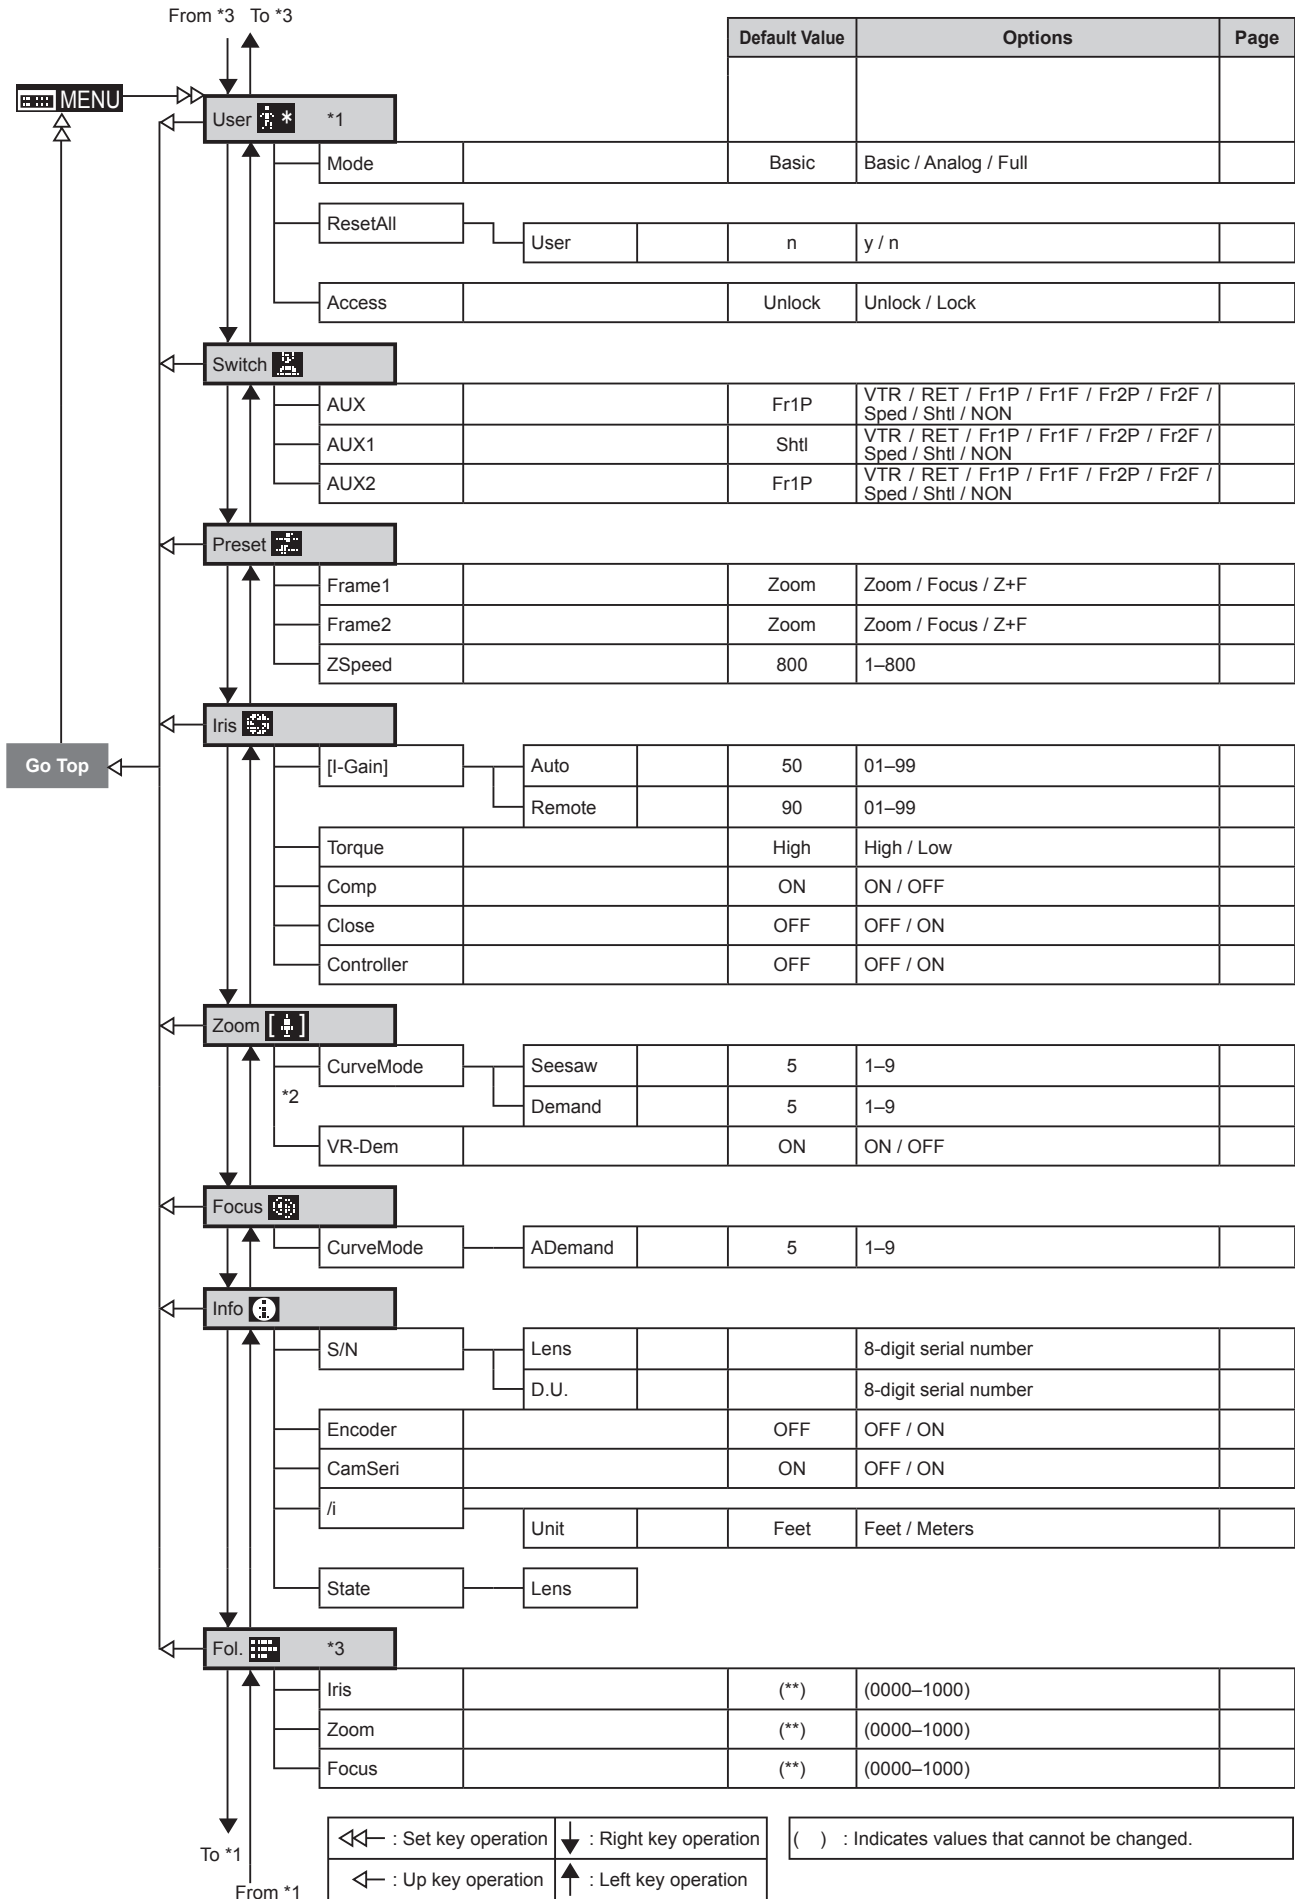 From *3 To *3
Default Value Options Page
MENU
User * *1
Mode Basic Basic / Analog / Full
ResetAll
User n y / n
Access Unlock Unlock / Lock
Switch
AUX Fr1P VTR / RET / Fr1P / Fr1F / Fr2P / Fr2F /
Sped / Shtl / NON
AUX1 Shtl VTR / RET / Fr1P / Fr1F / Fr2P / Fr2F /
Sped / Shtl / NON
AUX2 Fr1P VTR / RET / Fr1P / Fr1F / Fr2P / Fr2F /
Sped / Shtl / NON
Preset
Frame1 Zoom Zoom / Focus / Z+F
Frame2 Zoom Zoom / Focus / Z+F
ZSpeed 800 1–800
Iris
Go Top
[I-Gain] Auto 50 01–99
Remote 90 01–99
Torque High High / Low
Comp ON ON / OFF
Close OFF OFF / ON
Controller OFF OFF / ON
Zoom
CurveMode Seesaw 5 1–9
*2
Demand 5 1–9
VR-Dem ON ON / OFF
Focus
CurveMode ADemand 5 1–9
Info
S/N Lens 8-digit serial number
D.U. 8-digit serial number
Encoder OFF OFF / ON
CamSeri ON OFF / ON
/i
Unit Feet Feet / Meters
State Lens
Fol. *3
Iris (**) (0000–1000)
Zoom (**) (0000–1000)
Focus (**) (0000–1000)
To *1
From *1
: Set key operation : Right key operation ( ) : Indicates values that cannot be changed.
: Up key operation : Left key operation